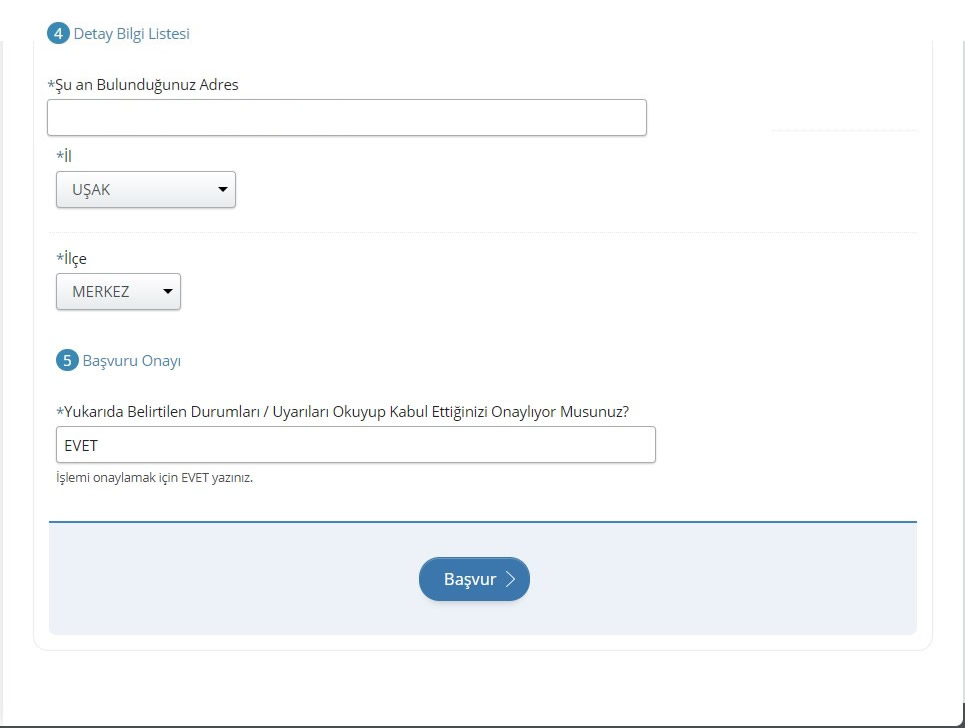 4 Detay Bilgi Listesi
*Şu an Bulunduğunuz Adres
*İl
UŞAK
*İlçe
MERKEZ
5 Başvuru Onayı
*Yukarıda Belirtilen Durumları / Uyarıları Okuyup Kabul Ettiğinizi Onaylıyor Musunuz?
EVET
İşlemi onaylamak için EVET yazınız.
Başvur